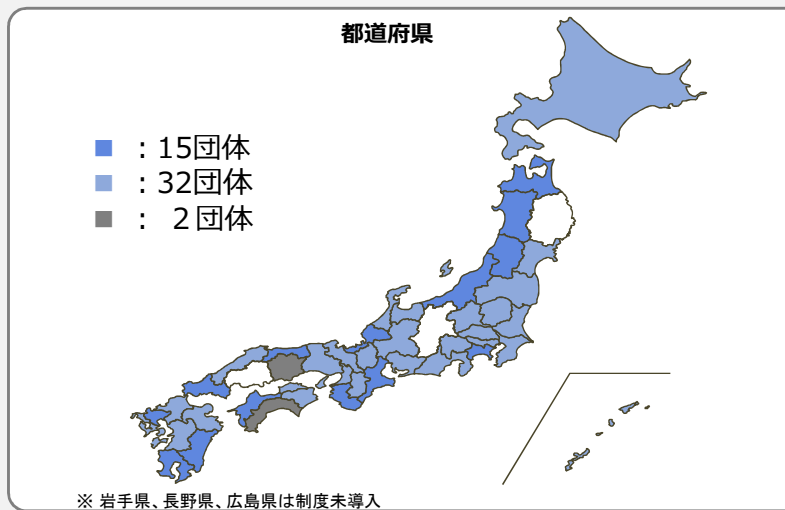 都道府県
■ ：15団体
■ ：32団体
■ ： ２団体
※ 岩手県、長野県、広島県は制度未導入